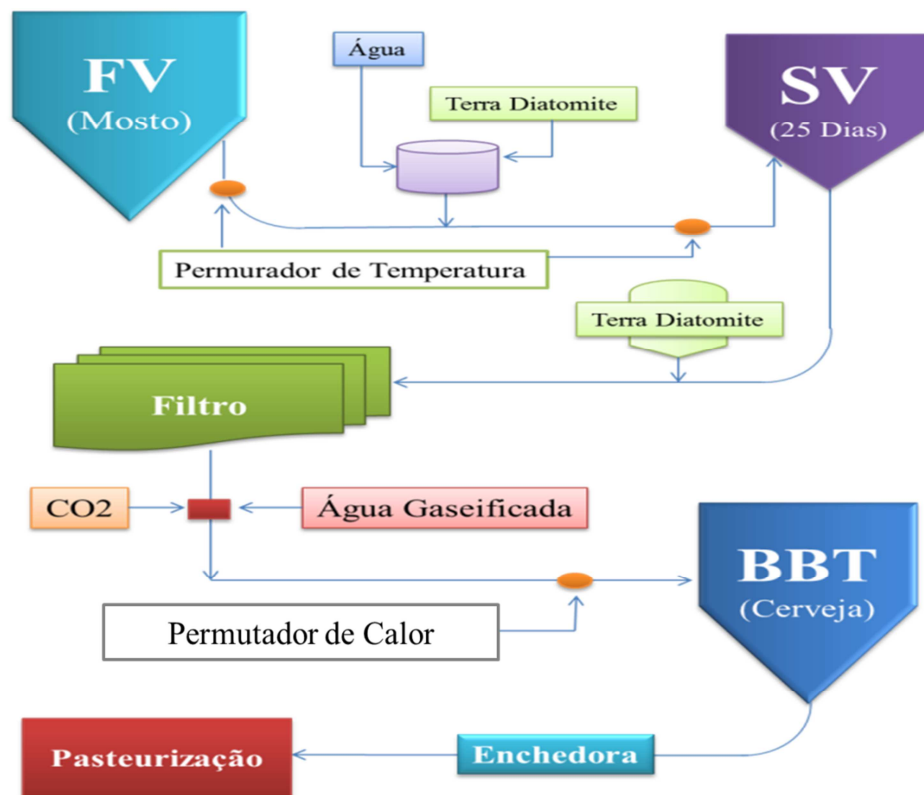 FV
(Mosto)
Água
Terra Diatomite
SV
(25 Dias)
Permurador de Temperatura
Terra Diatomite
Filtro
CO2
Água Gaseificada
BBT
(Cerveja)
Permutador de Calor
Enchedora
Pasteurização